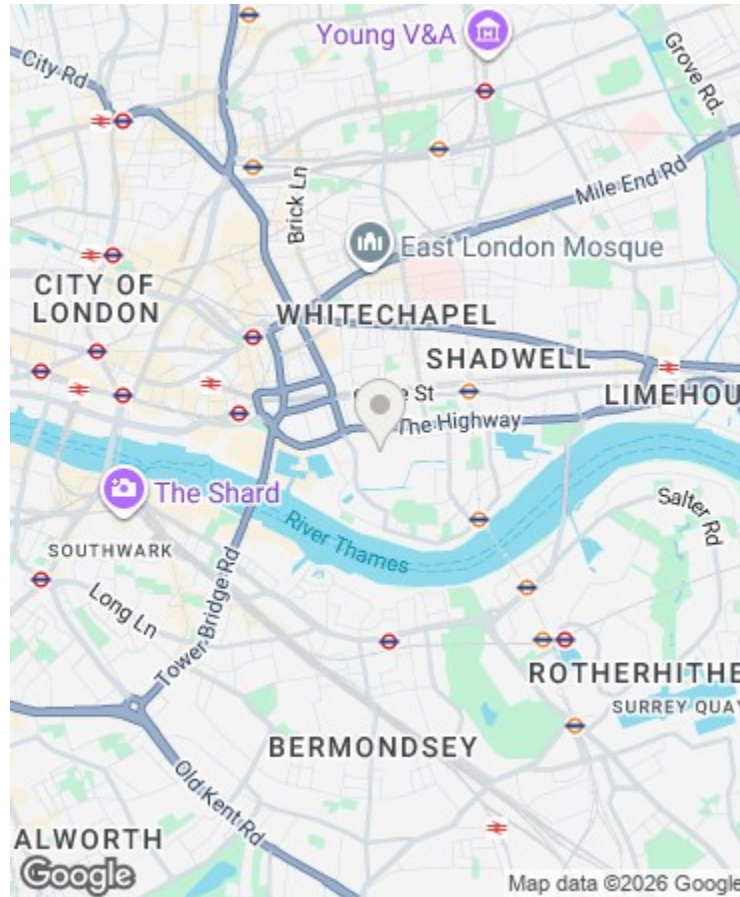 Young V&A
City Rd
Grove Rd.
Mile End Rd
Brick Ln
East London Mosque
CITY OF
LONDON
WHITECHAPEL
SHADWELL
St
LIMEHOU
The Highway
The Shard
River Thames
Salter Rd
SOUTHWARK
Long Ln
Tower Bridge Rd
ROTHERHITHE
SURREY QUAY
BERMONDSEY
Old Kent Rd
ALWORTH
Google
Map data ©2026 Google